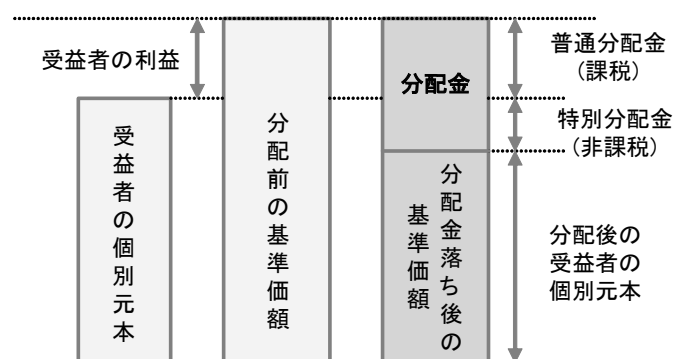 受益者の利益
受益者の個別元本
分配前の基準価額
分配金
分配金落ち後の
基準価額
普通分配金
(課税)
特別分配金
(非課税)
分配後の
受益者の
個別元本